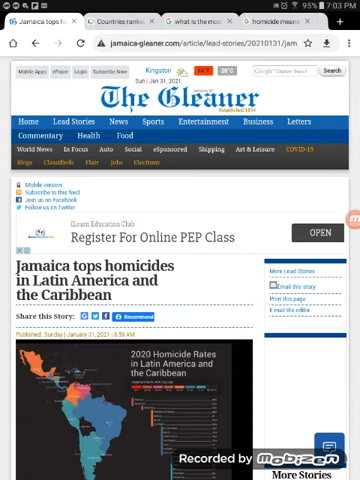 95% 7:03 PM
Jamaica tops h
Countries ranke
what is the mos
homicide meani
jamaica-gleaner.com/article/lead-stories/20210131/jam
Mobile Apps ePaper Login Subscribe Now
Kingston
Sun | Jan 31, 2021
Search
The Gleaner
Established 1834
Home Lead Stories News Sports Entertainment Business Letters
Commentary Health Food
World News In Focus Auto Social eSponsored Shipping Art & Leisure COVID-19
Blogs Classifieds Flair Jobs Elections
Mobile version
Subscribe to this feed
Join us on Facebook
Follow us on Twitter
1Learn Education Club
Register For Online PEP Class
OPEN
Jamaica tops homicides
in Latin America and
the Caribbean
More Lead Stories
Email this story
Print this page
E-mail the editor
Share this Story:
Recommend
Published: Sunday | January 31, 2021 | 8:59 AM
2020 Homicide Rates
in Latin America and
the Caribbean
Recorded by Mobizen
More Stories